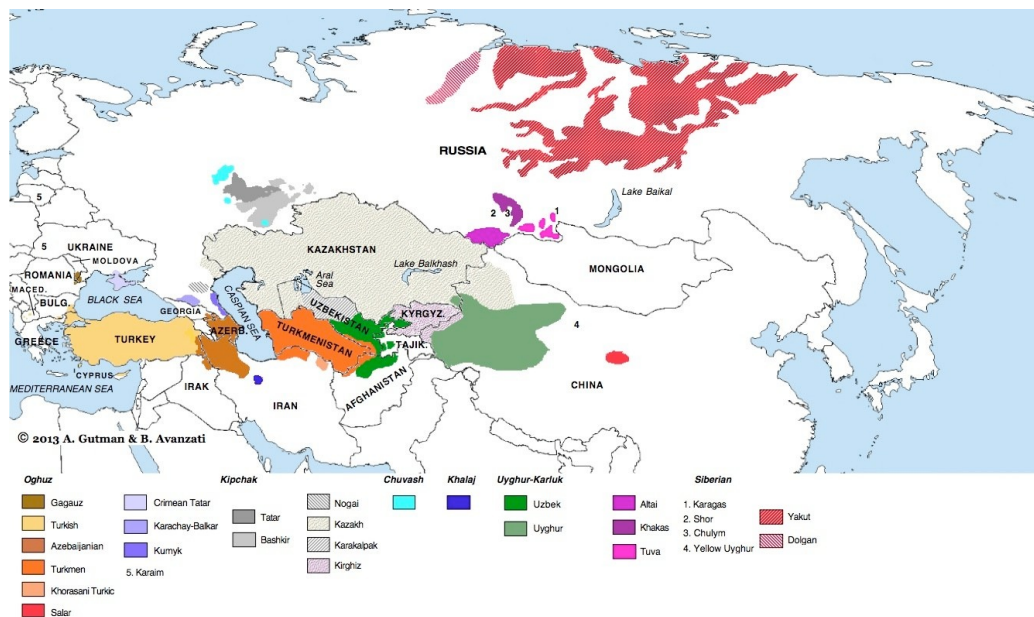 RUSSIA
Lake Baikal
1
2
3
5
UKRAINE
5
MOLDOVA
KAZAKHSTAN
Lake Balkhash
Aral
Sea
MONGOLIA
ROMANIA
MACED.
BULG.
BLACK SEA
CASPIAN SEA
GEORGIA
UZBEKISTAN
KYRGYZ.
4
GREECE
TURKEY
AZERB.
TURKMENISTAN
TAJIK.
CYPRUS
MEDITERRANEAN SEA
IRAK
IRAN
AFGHANISTAN
CHINA
© 2013 A. Gutman & B. Avanzati
Oghuz
Gagauz
Turkish
Azebaijanian
Turkmen
Khorasani Turkic
Salar
Kipchak
Crimean Tatar
Karachay-Balkar
Kumyk
5. Karaim
Tatar
Bashkir
Nogai
Kazakh
Karakalpak
Kirghiz
Chuvash
Khalaj
Uyghur-Karluk
Uzbek
Uyghur
Siberian
Altai
Khakas
Tuva
1. Karagas
2. Shor
3. Chulym
4. Yellow Uyghur
Yakut
Dolgan